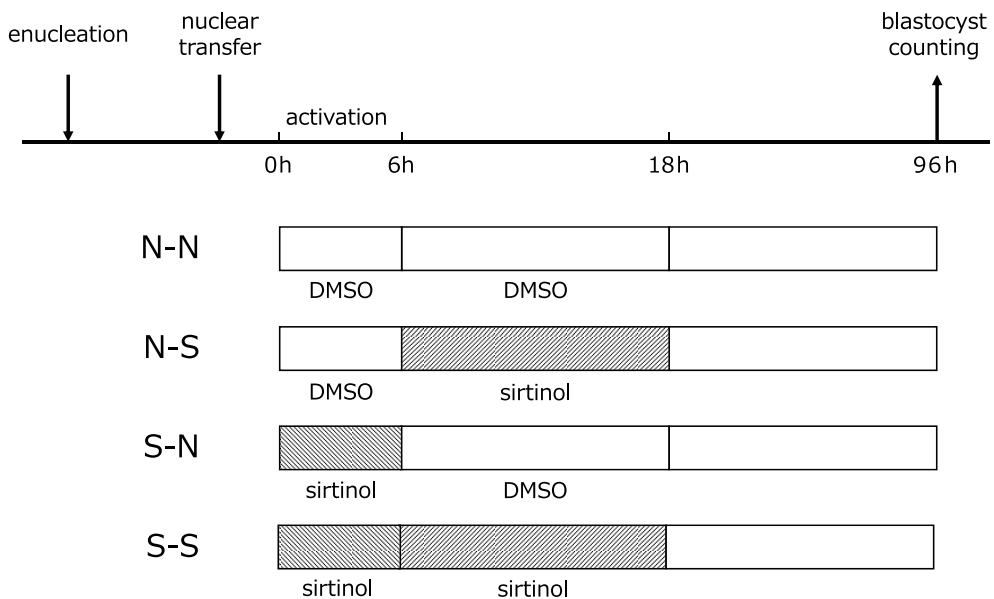 enucleation
nuclear
transfer
blastocyst
counting
activation
0h
6h
18h
96h
N-N
DMSO
DMSO
N-S
DMSO
sirtinol
S-N
sirtinol
DMSO
S-S
sirtinol
sirtinol